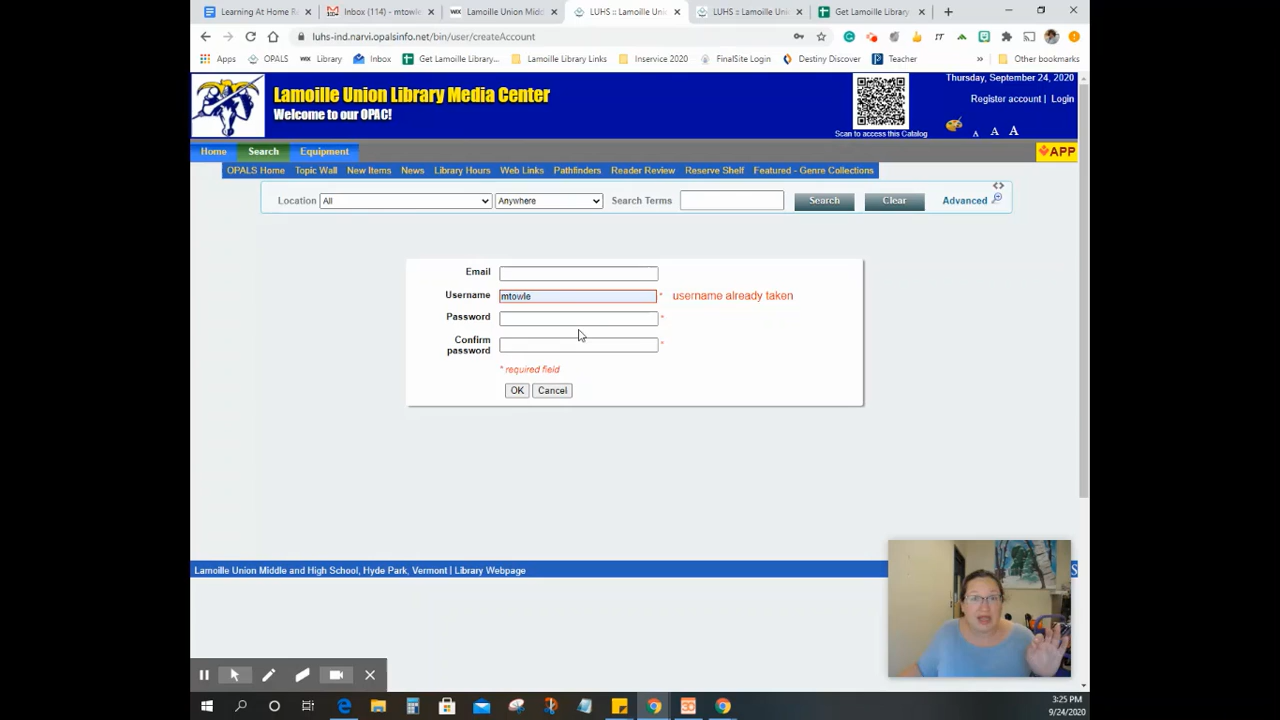 Learning At Home R
Inbox (114) - mtowle
Lamoille Union Midd
LUHS :: Lamoille Uni
LUHS :: Lamoille Uni
Get Lamoille Library
luhs-ind.narvi.opalsinfo.net/bin/user/createAccount
Apps
OPALS
Library
Inbox
Get Lamoille Library...
Lamoille Library Links
Inservice 2020
FinalSite Login
Destiny Discover
Teacher
»
Other bookmarks
Lamoille Union Library Media Center
Welcome to our OPAC!
Scan to access this Catalog
Thursday, September 24, 2020
Register account | Login
A A A
Home Search Equipment
APP
OPALS Home Topic Wall New Items News Library Hours Web Links Pathfinders Reader Review Reserve Shelf Featured - Genre Collections
Location All Anywhere Search Terms Search Clear Advanced
Email
Username mtowle * username already taken
Password *
Confirm password *
* required field
OK Cancel
Lamoille Union Middle and High School, Hyde Park, Vermont | Library Webpage
3:25 PM
9/24/2020